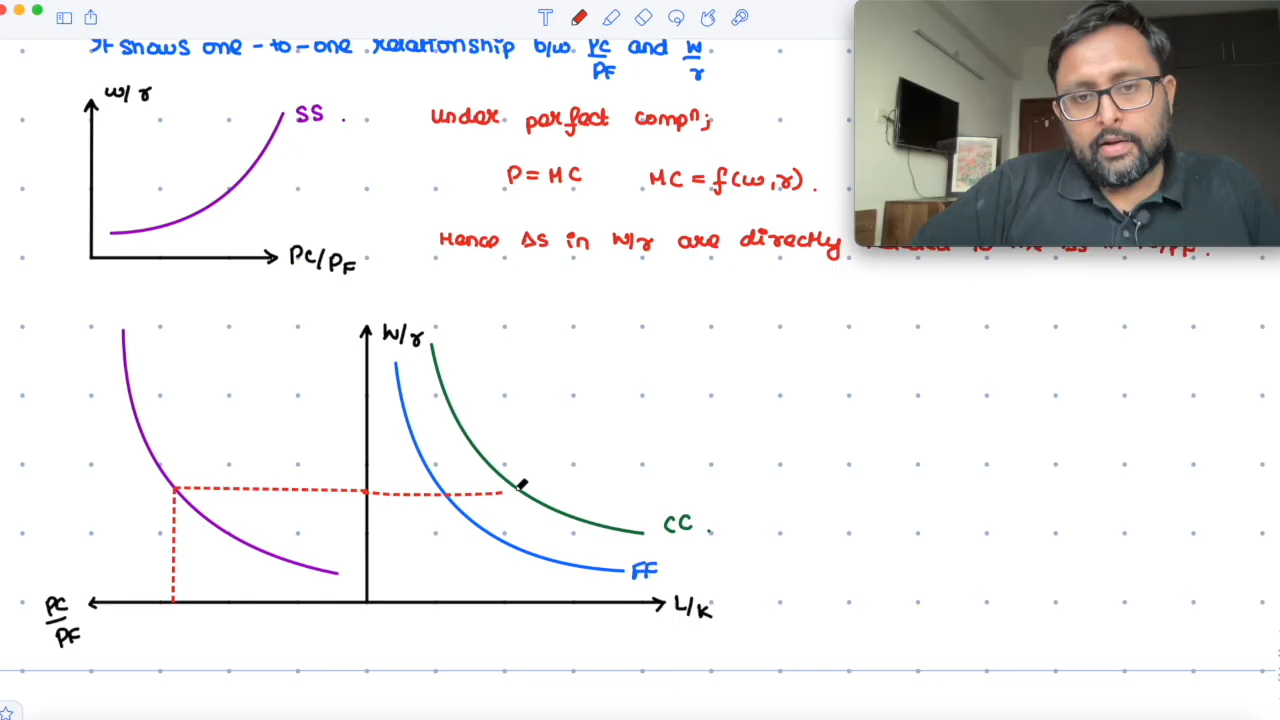 It shows one-to-one relationship b/w PC/PF and W/r
W/r
SS.
PC/PF
under perfect compn;
P = MC MC = f(w,r).
Hence Δs in W/r are directly
W/r
CC.
FF
L/K
PC/PF